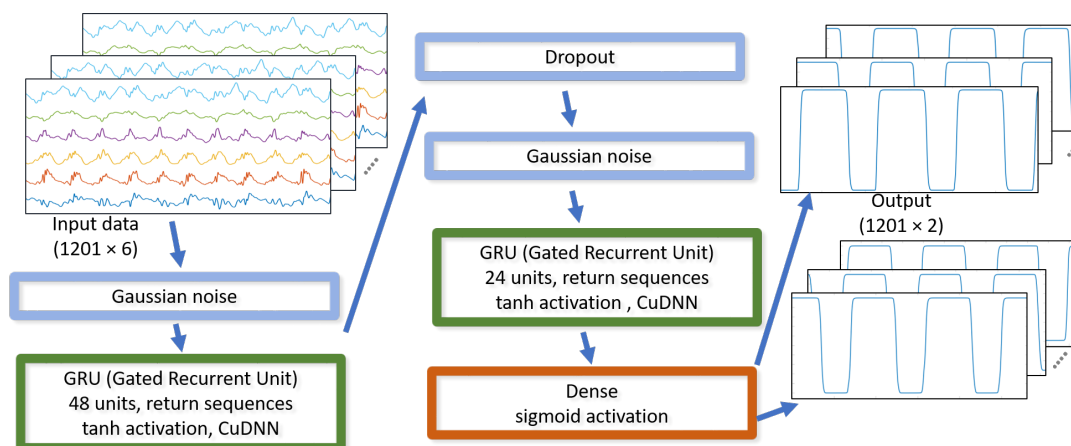 Input data
(1201 × 6)
Gaussian noise
GRU (Gated Recurrent Unit)
48 units, return sequences
tanh activation, CuDNN
Dropout
Gaussian noise
GRU (Gated Recurrent Unit)
24 units, return sequences
tanh activation , CuDNN
Dense
sigmoid activation
Output
(1201 × 2)